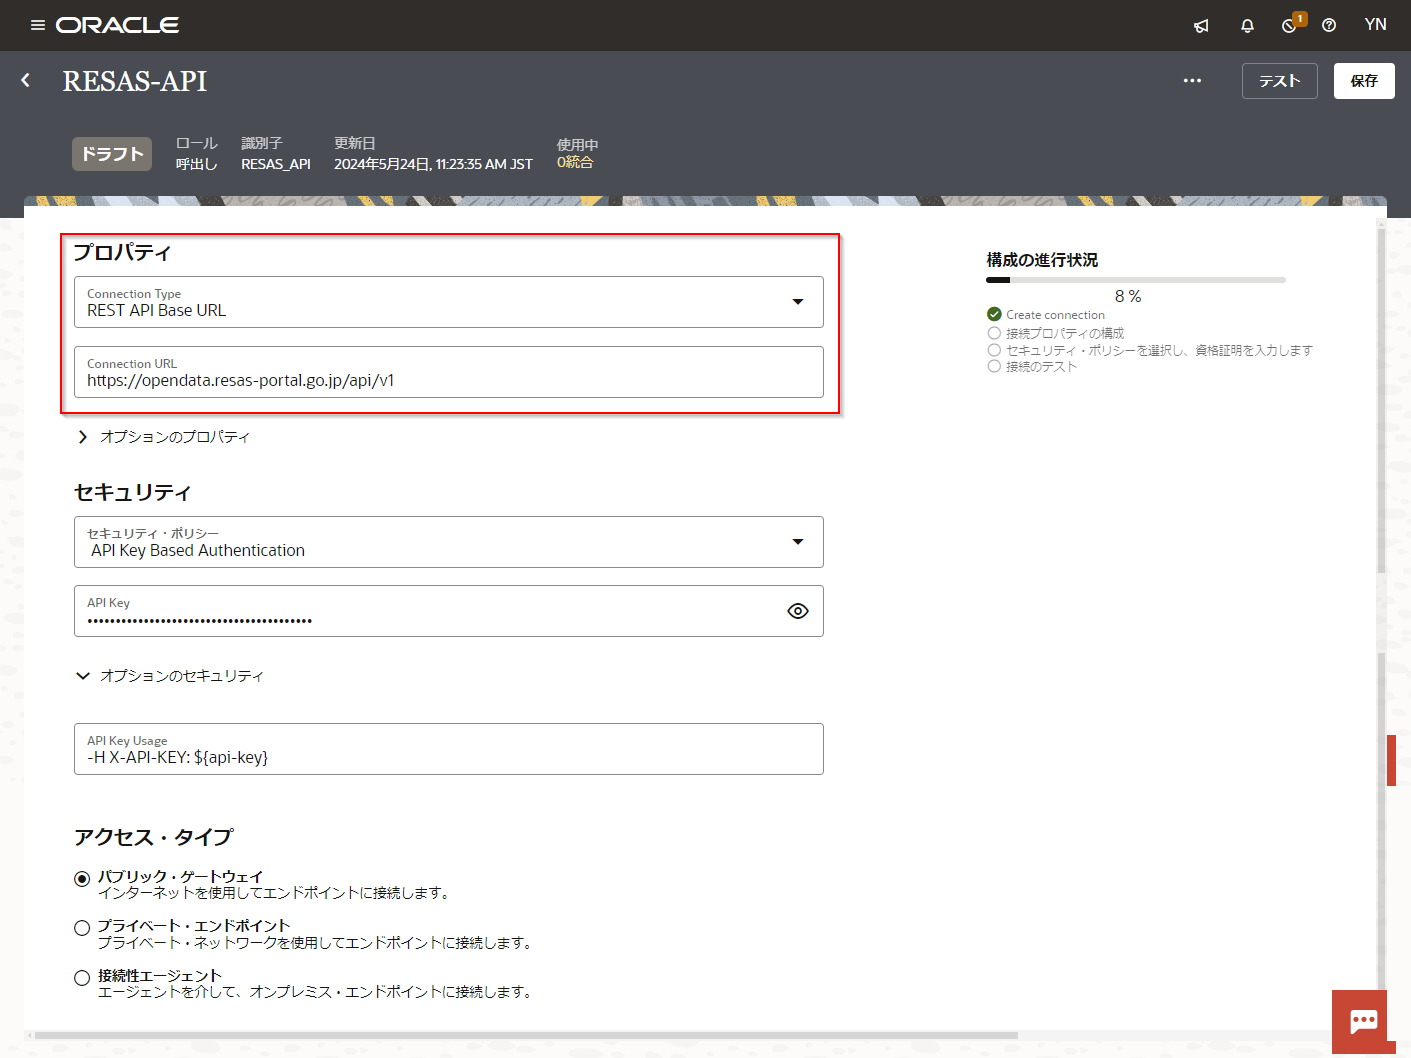 ORACLE
1
YN
RESAS-API
テスト
保存
ドラフト
ロール
呼出し
識別子
RESAS_API
更新日
2024年5月24日, 11:23:35 AM JST
使用中
0統合
プロパティ
Connection Type
REST API Base URL
Connection URL
https://opendata.resas-portal.go.jp/api/v1
オプションのプロパティ
セキュリティ
セキュリティ・ポリシー
API Key Based Authentication
API Key
••••••••••••••••••••••••••••••••••••••••
オプションのセキュリティ
API Key Usage
-H X-API-KEY: ${api-key}
アクセス・タイプ
パブリック・ゲートウェイ
インターネットを使用してエンドポイントに接続します。
プライベート・エンドポイント
プライベート・ネットワークを使用してエンドポイントに接続します。
接続性エージェント
エージェントを介して、オンプレミス・エンドポイントに接続します。
構成の進行状況
8 %
Create connection
接続プロパティの構成
セキュリティ・ポリシーを選択し、資格証明を入力します
接続のテスト